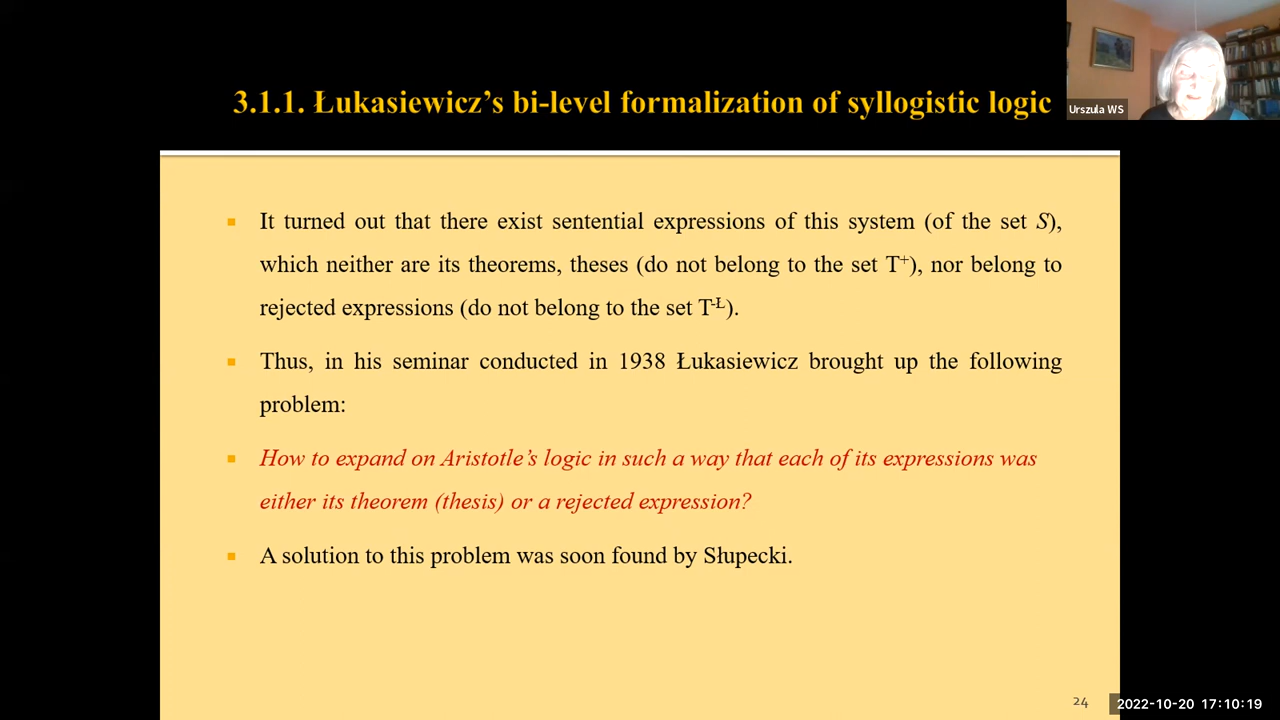 3.1.1. Łukasiewicz’s bi-level formalization of syllogistic logic
Urszula WS
▪ It turned out that there exist sentential expressions of this system (of the set S),
which neither are its theorems, theses (do not belong to the set T⁺), nor belong to
rejected expressions (do not belong to the set T⁻ᴸ̵).
▪ Thus, in his seminar conducted in 1938 Łukasiewicz brought up the following
problem:
▪ How to expand on Aristotle’s logic in such a way that each of its expressions was
either its theorem (thesis) or a rejected expression?
▪ A solution to this problem was soon found by Słupecki.
24
2022-10-20 17:10:19